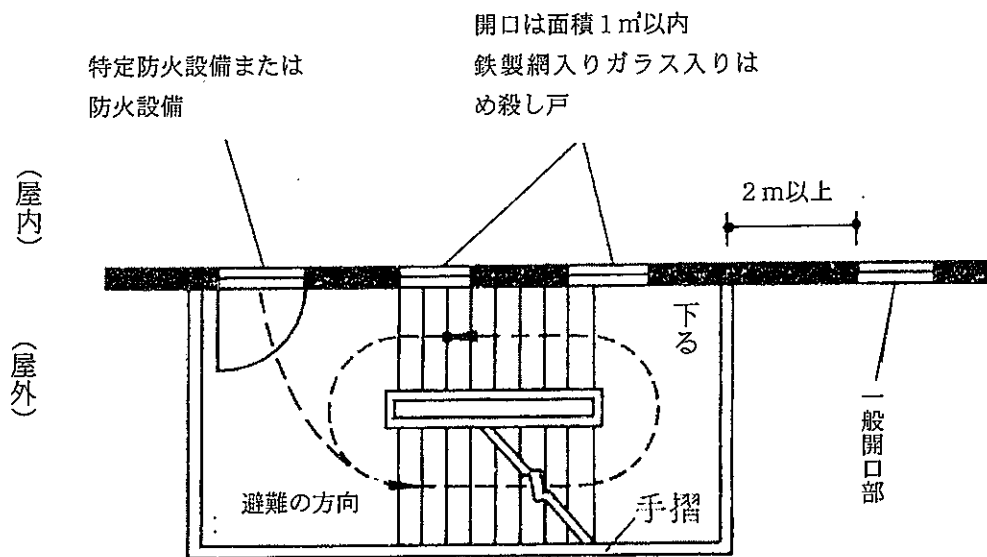 開口は面積１㎡以内
鉄製網入りガラス入りは
め殺し戸
特定防火設備または
防火設備
２ｍ以上
（屋内）
（屋外）
下る
一般開口部
避難の方向
手摺